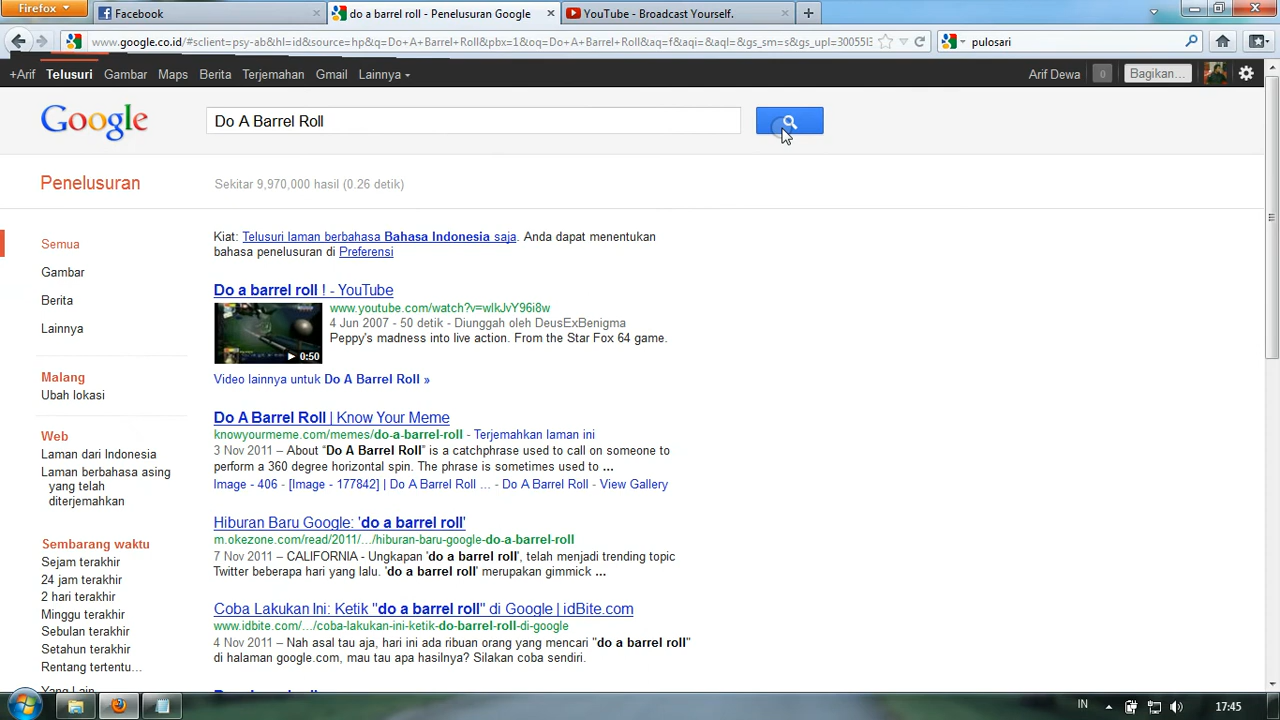 Firefox
Facebook
do a barrel roll - Penelusuran Google
YouTube - Broadcast Yourself.
www.google.co.id/#sclient=psy-ab&hl=id&source=hp&q=Do+A+Barrel+Roll&pbx=1&oq=Do+A+Barrel+Roll&aq=f&aqi=&aql=&gs_sm=s&gs_upl=30055l3
pulosari
+Arif Telusuri Gambar Maps Berita Terjemahan Gmail Lainnya
Arif Dewa 0 Bagikan...
Google
Do A Barrel Roll
Penelusuran
Sekitar 9,970,000 hasil (0.26 detik)
Semua
Gambar
Berita
Lainnya
Malang
Ubah lokasi
Web
Laman dari Indonesia
Laman berbahasa asing
yang telah
diterjemahkan
Sembarang waktu
Sejam terakhir
24 jam terakhir
2 hari terakhir
Minggu terakhir
Sebulan terakhir
Setahun terakhir
Rentang tertentu...
Yang Lain
Kiat: Telusuri laman berbahasa Bahasa Indonesia saja. Anda dapat menentukan
bahasa penelusuran di Preferensi
Do a barrel roll ! - YouTube
www.youtube.com/watch?v=wlkJvY96i8w
4 Jun 2007 - 50 detik - Diunggah oleh DeusExBenigma
Peppy's madness into live action. From the Star Fox 64 game.
0:50
Video lainnya untuk Do A Barrel Roll »
Do A Barrel Roll | Know Your Meme
knowyourmeme.com/memes/do-a-barrel-roll - Terjemahkan laman ini
3 Nov 2011 – About “Do A Barrel Roll” is a catchphrase used to call on someone to
perform a 360 degree horizontal spin. The phrase is sometimes used to ...
Image - 406 - [Image - 177842] | Do A Barrel Roll ... - Do A Barrel Roll - View Gallery
Hiburan Baru Google: 'do a barrel roll'
m.okezone.com/read/2011/.../hiburan-baru-google-do-a-barrel-roll
7 Nov 2011 – CALIFORNIA - Ungkapan 'do a barrel roll', telah menjadi trending topic
Twitter beberapa hari yang lalu. 'do a barrel roll' merupakan gimmick ...
Coba Lakukan Ini: Ketik "do a barrel roll" di Google | idBite.com
www.idbite.com/.../coba-lakukan-ini-ketik-do-barrel-roll-di-google
4 Nov 2011 – Nah asal tau aja, hari ini ada ribuan orang yang mencari "do a barrel roll"
di halaman google.com, mau tau apa hasilnya? Silakan coba sendiri.
IN
17:45